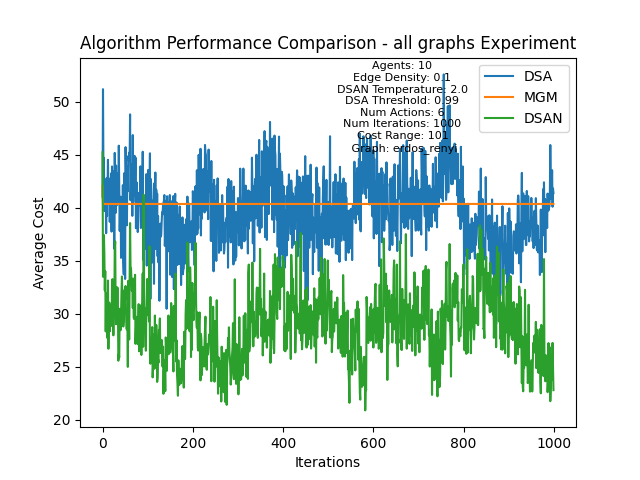 Algorithm Performance Comparison - all graphs Experiment
Agents: 10
Edge Density: 0.1
DSAN Temperature: 2.0
DSA Threshold: 0.99
Num Actions: 6
Num Iterations: 1000
Cost Range: 101
Graph: erdos_renyi
DSA
MGM
DSAN
Average Cost
50
45
40
35
30
25
20
0
200
400
600
800
1000
Iterations